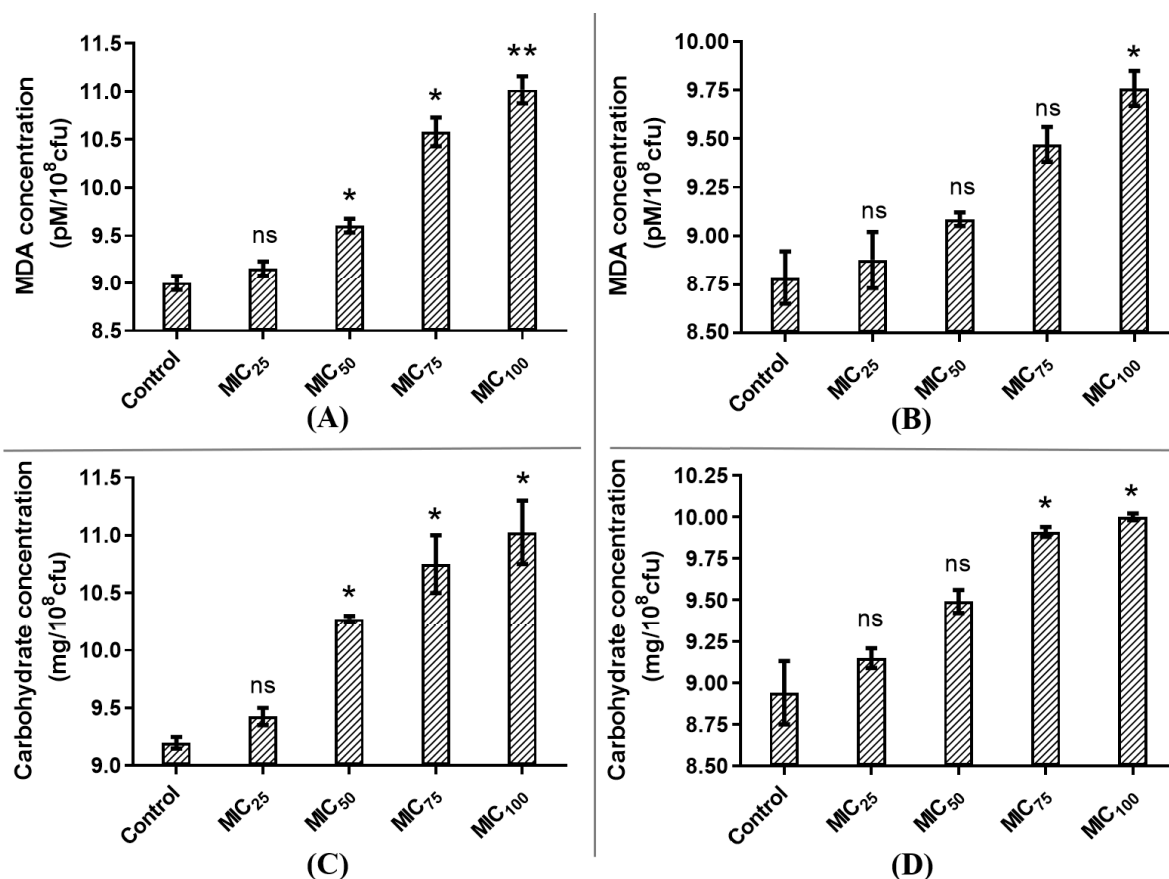 MDA concentration
(pM/10⁸cfu)
11.5
11.0
10.5
10.0
9.5
9.0
8.5
ns
*
*
**
Control
MIC₂₅
MIC₅₀
MIC₇₅
MIC₁₀₀
(A)
MDA concentration
(pM/10⁸cfu)
10.00
9.75
9.50
9.25
9.00
8.75
8.50
ns
ns
ns
*
Control
MIC₂₅
MIC₅₀
MIC₇₅
MIC₁₀₀
(B)
Carbohydrate concentration
(mg/10⁸cfu)
11.5
11.0
10.5
10.0
9.5
9.0
ns
*
*
*
Control
MIC₂₅
MIC₅₀
MIC₇₅
MIC₁₀₀
(C)
Carbohydrate concentration
(mg/10⁸cfu)
10.25
10.00
9.75
9.50
9.25
9.00
8.75
8.50
ns
ns
*
*
Control
MIC₂₅
MIC₅₀
MIC₇₅
MIC₁₀₀
(D)